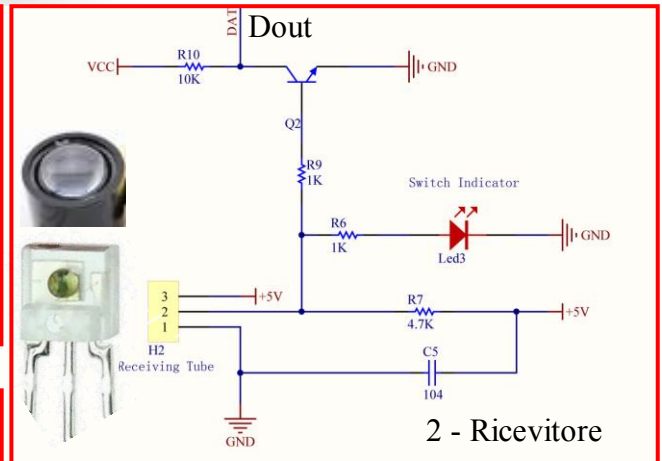 DAT
Dout
R10
VCC
10K
GND
Q2
R9
1K
Switch Indicator
R6
1K
GND
Led3
3
+5V
R7
2
+5V
1
4.7K
H2
C5
Receiving Tube
104
GND
2 - Ricevitore